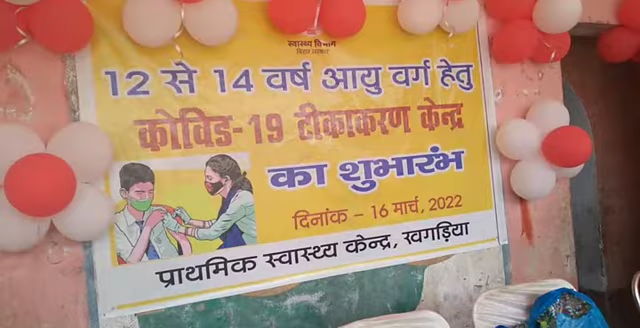 स्वास्थ्य विभाग
बिहार सरकार
12 से 14 वर्ष आयु वर्ग हेतु
कोविड-19 टीकाकरण केन्द्र
का शुभारंभ
दिनांक - 16 मार्च, 2022
प्राथमिक स्वास्थ्य केन्द्र, खगड़िया